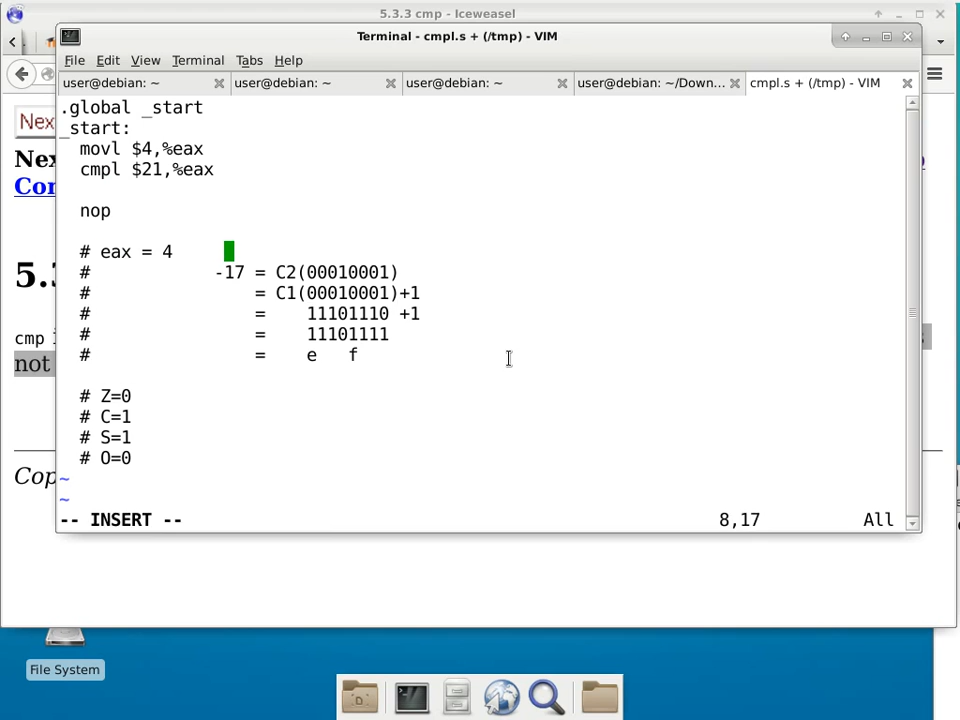 5.3.3 cmp - Iceweasel
Terminal - cmpl.s + (/tmp) - VIM
File Edit View Terminal Tabs Help
user@debian: ~ user@debian: ~ user@debian: ~ user@debian: ~/Down... cmpl.s + (/tmp) - VIM
.global _start
_start:
movl $4,%eax
cmpl $21,%eax
nop
# eax = 4
# -17 = C2(00010001)
# = C1(00010001)+1
# = 11101110 +1
# = 11101111
# = e f
# Z=0
# C=1
# S=1
# O=0
~
~
-- INSERT -- 8,17 All
Nex
Nex
Con
5.3
cmp
not
Cop
File System